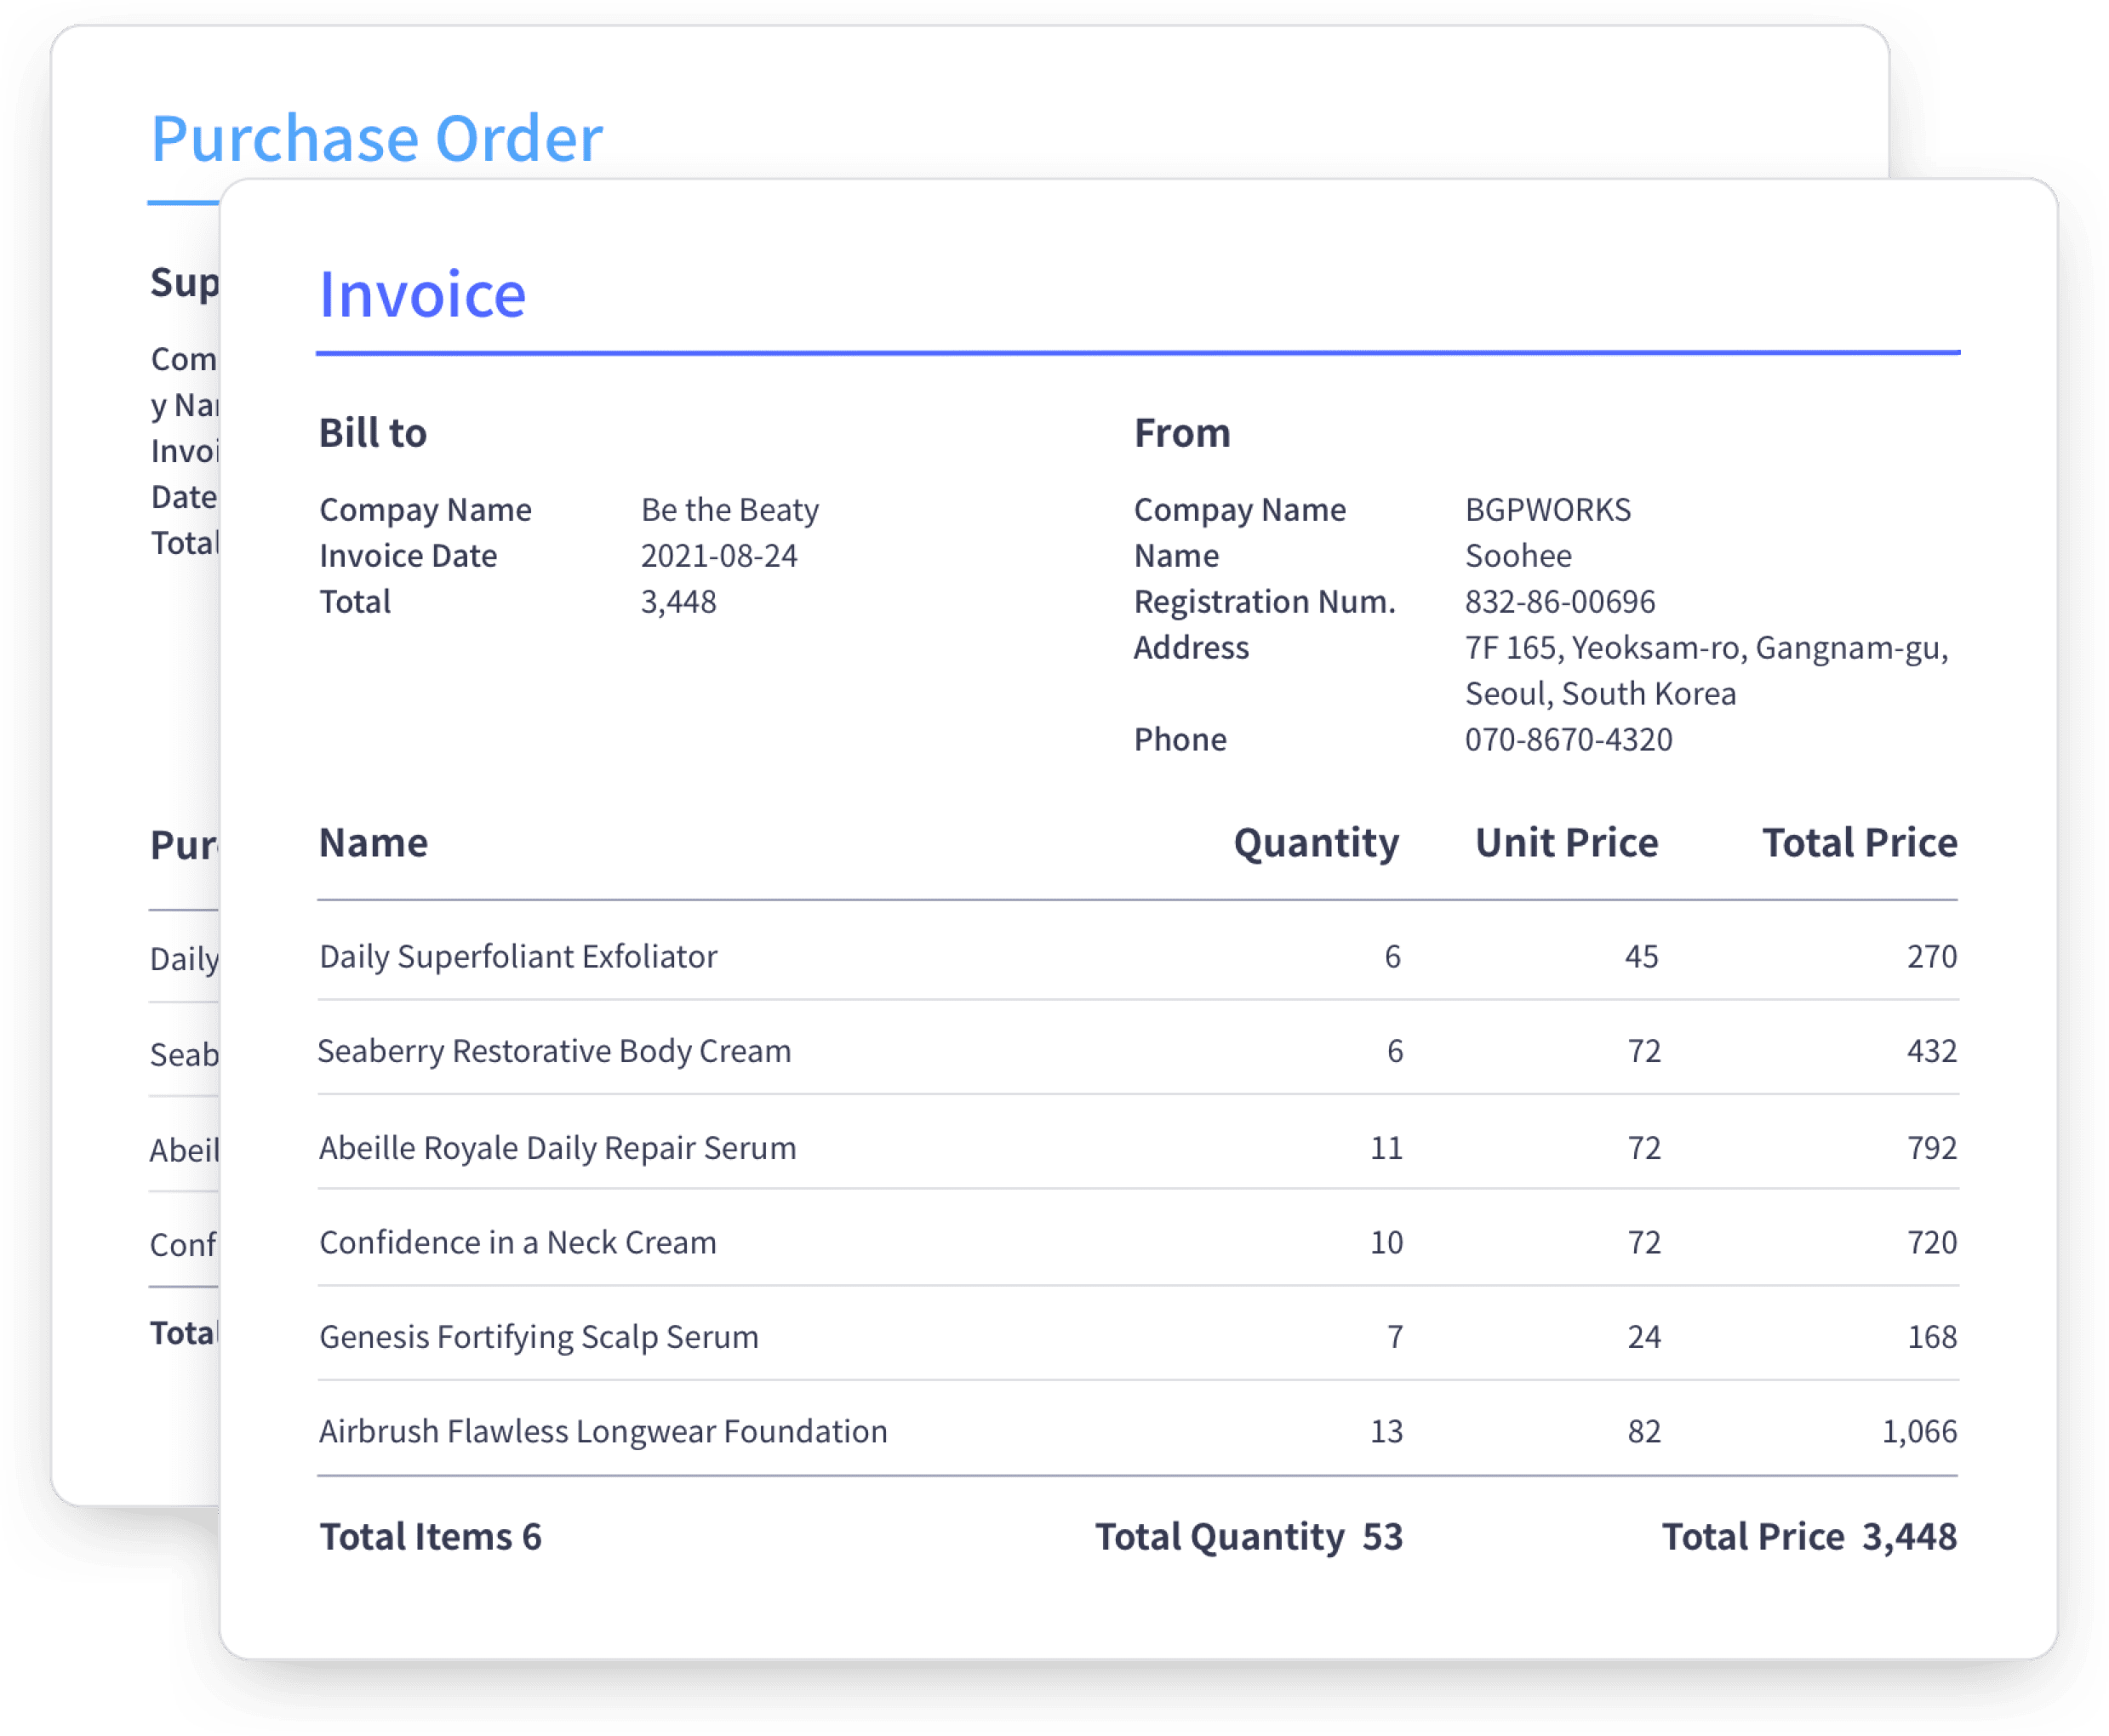 Purchase Order
Sup
Com
y Na
Invoi
Date
Total
Pur
Daily
Seab
Abeil
Conf
Total
Invoice
Bill to
Compay Name Be the Beaty
Invoice Date 2021-08-24
Total 3,448
From
Compay Name BGPWORKS
Name Soohee
Registration Num. 832-86-00696
Address 7F 165, Yeoksam-ro, Gangnam-gu,
Seoul, South Korea
Phone 070-8670-4320
Name Quantity Unit Price Total Price
Daily Superfoliant Exfoliator 6 45 270
Seaberry Restorative Body Cream 6 72 432
Abeille Royale Daily Repair Serum 11 72 792
Confidence in a Neck Cream 10 72 720
Genesis Fortifying Scalp Serum 7 24 168
Airbrush Flawless Longwear Foundation 13 82 1,066
Total Items 6 Total Quantity 53 Total Price 3,448